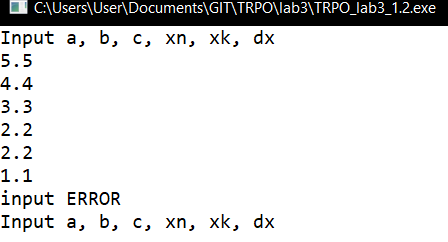 C:\Users\User\Documents\GIT\TRPO\lab3\TRPO_lab3_1.2.exe
Input a, b, c, xn, xk, dx
5.5
4.4
3.3
2.2
2.2
1.1
input ERROR
Input a, b, c, xn, xk, dx